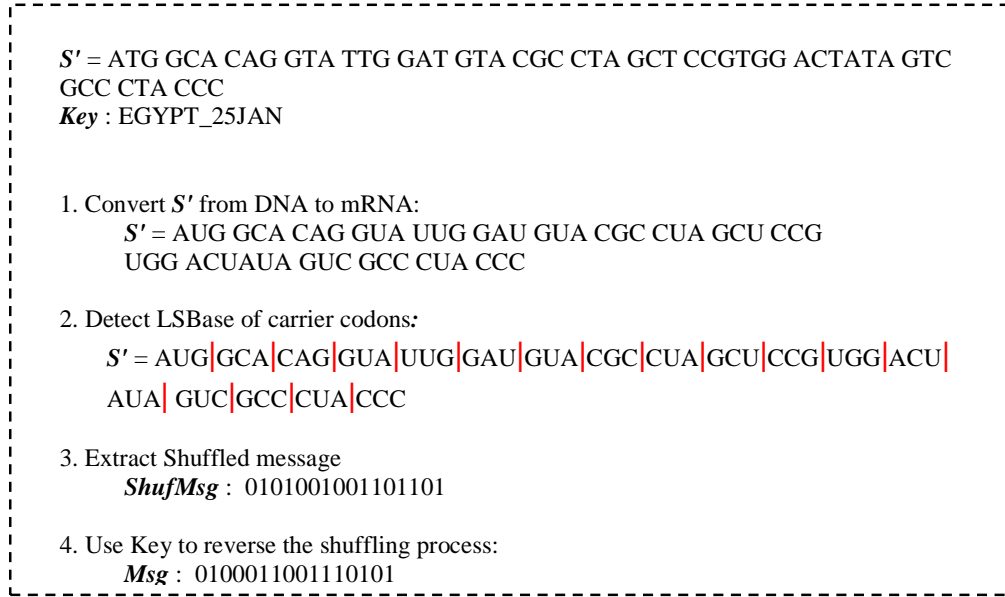 S' = ATG GCA CAG GTA TTG GAT GTA CGC CTA GCT CCGTGG ACTATA GTC
GCC CTA CCC
Key : EGYPT_25JAN
1. Convert S' from DNA to mRNA:
S' = AUG GCA CAG GUA UUG GAU GUA CGC CUA GCU CCG
UGG ACUAUA GUC GCC CUA CCC
2. Detect LSBase of carrier codons:
S' = AUG|GCA|CAG|GUA|UUG|GAU|GUA|CGC|CUA|GCU|CCG|UGG|ACU|
AUA| GUC|GCC|CUA|CCC
3. Extract Shuffled message
ShufMsg : 0101001001101101
4. Use Key to reverse the shuffling process:
Msg : 0100011001110101